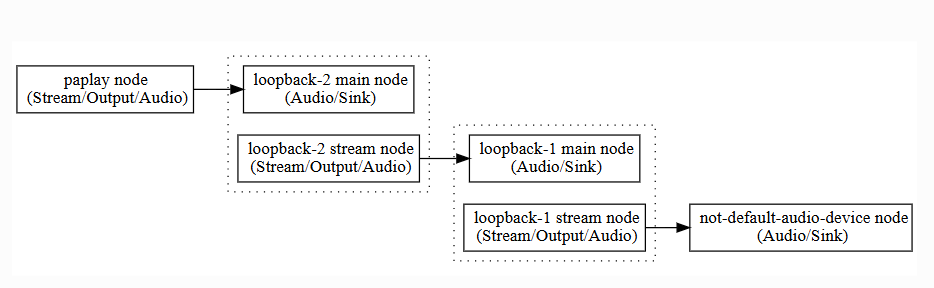 paplay node
(Stream/Output/Audio)
loopback-2 main node
(Audio/Sink)
loopback-2 stream node
(Stream/Output/Audio)
loopback-1 main node
(Audio/Sink)
loopback-1 stream node
(Stream/Output/Audio)
not-default-audio-device node
(Audio/Sink)